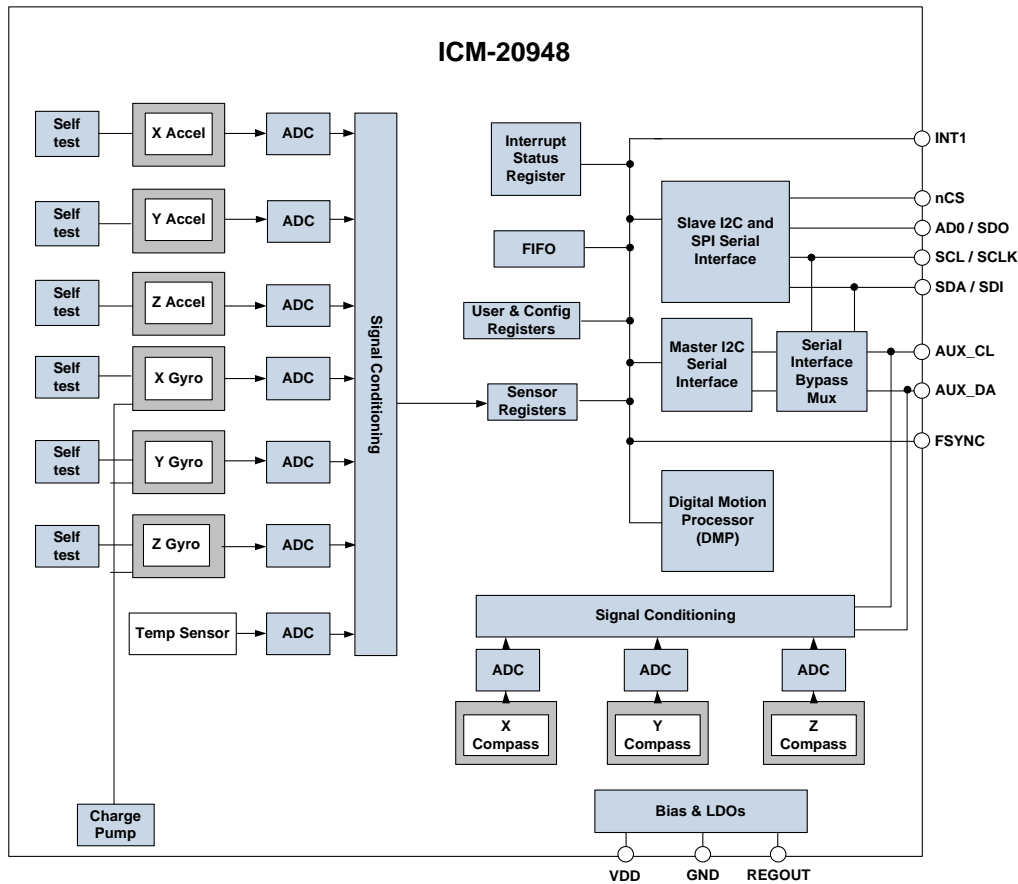 ICM-20948
Self
test
X Accel
ADC
Self
test
Y Accel
ADC
Self
test
Z Accel
ADC
Self
test
X Gyro
ADC
Self
test
Y Gyro
ADC
Self
test
Z Gyro
ADC
Temp Sensor
ADC
Charge
Pump
Signal Conditioning
Interrupt
Status
Register
FIFO
User & Config
Registers
Sensor
Registers
Slave I2C and
SPI Serial
Interface
Master I2C
Serial
Interface
Serial
Interface
Bypass
Mux
Digital Motion
Processor
(DMP)
INT1
nCS
AD0 / SDO
SCL / SCLK
SDA / SDI
AUX_CL
AUX_DA
FSYNC
Signal Conditioning
ADC
ADC
ADC
X
Compass
Y
Compass
Z
Compass
Bias & LDOs
VDD
GND
REGOUT